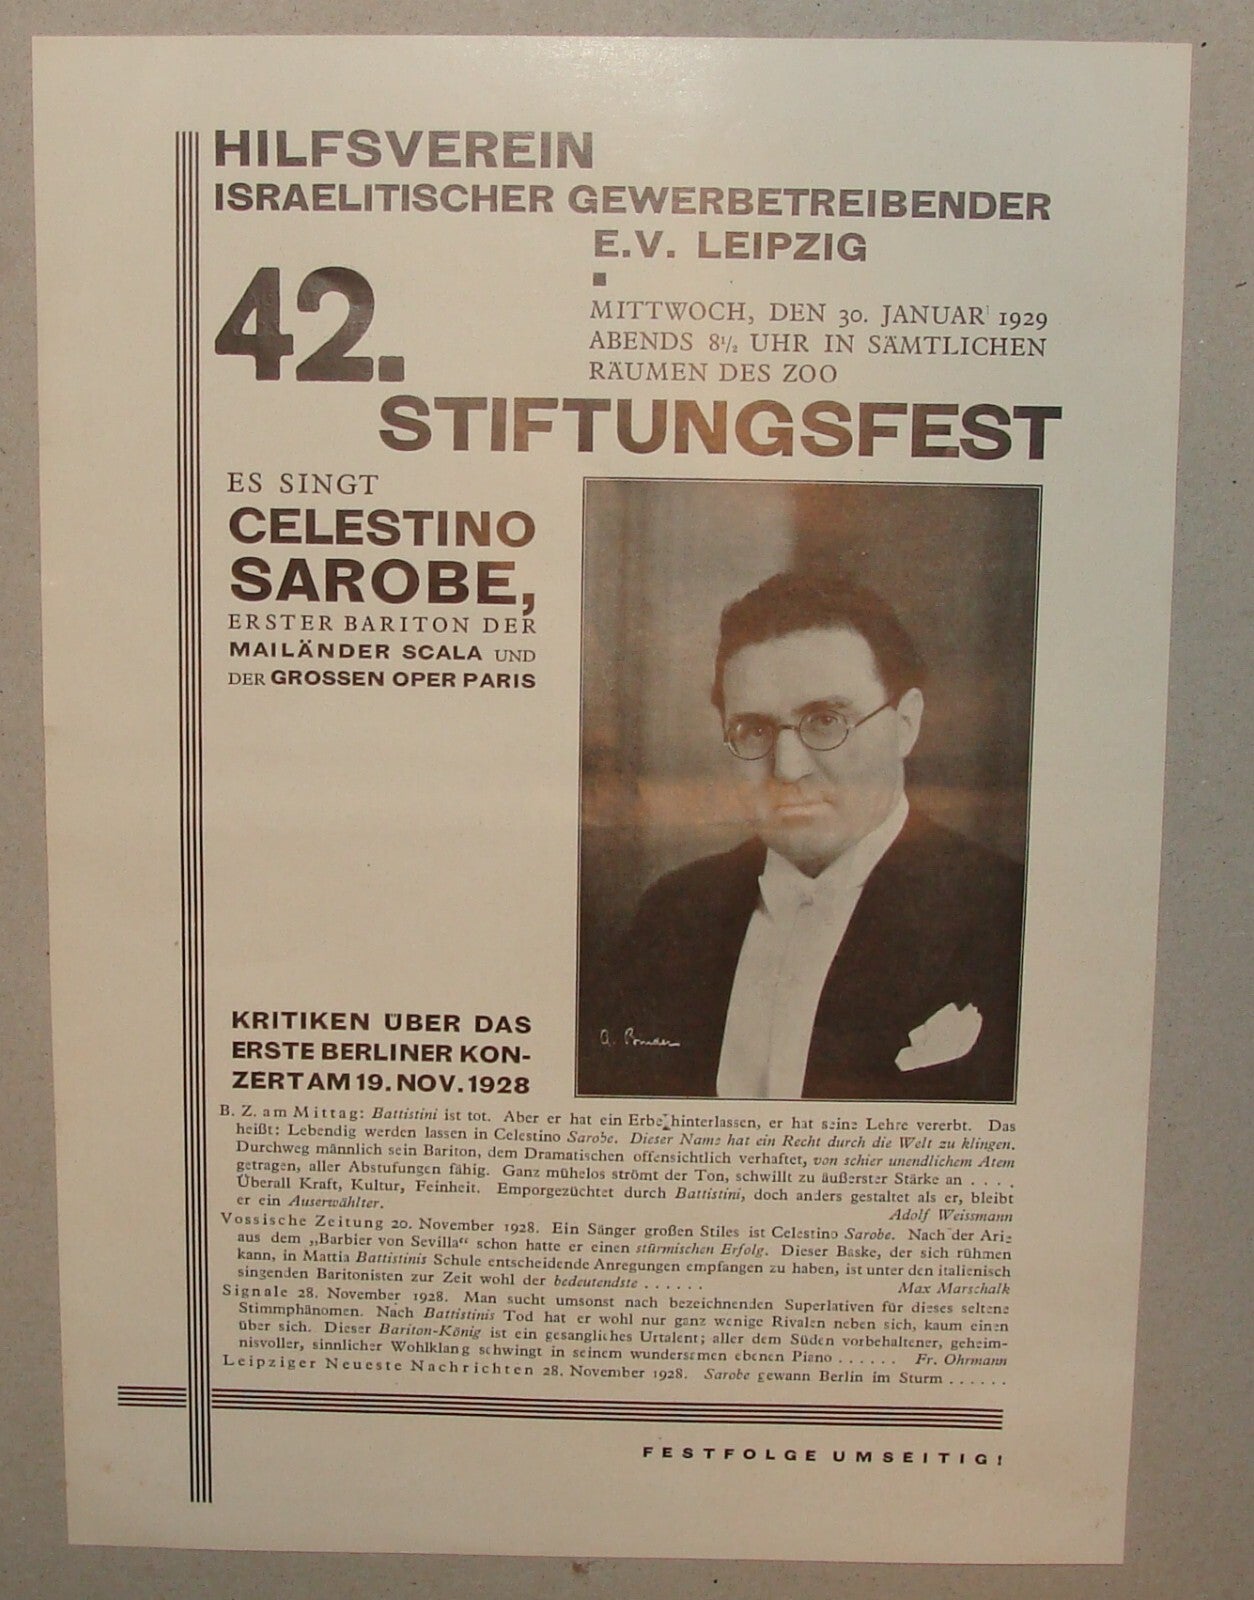 HILFSVEREIN
ISRAELITISCHER GEWERBETREIBENDER
E.V. LEIPZIG
42.
MITTWOCH, DEN 30. JANUAR 1929
ABENDS 8½ UHR IN SÄMTLICHEN
RÄUMEN DES ZOO
STIFTUNGSFEST
ES SINGT
CELESTINO
SAROBE,
ERSTER BARITON DER
MAILÄNDER SCALA UND
DER GROSSEN OPER PARIS
KRITIKEN ÜBER DAS
ERSTE BERLINER KON-
ZERT AM 19. NOV. 1928
B. Z. am Mittag: Battistini ist tot. Aber er hat ein Erbe hinterlassen, er hat seine Lehre vererbt. Das
heißt: Lebendig werden lassen in Celestino Sarobe. Dieser Name hat ein Recht durch die Welt zu klingen.
Durchweg männlich sein Bariton, dem Dramatischen offensichtlich verhaftet, von schier unendlichem Atem
getragen, aller Abstufungen fähig. Ganz mühelos strömt der Ton, schwillt zu äußerster Stärke an . . . .
Überall Kraft, Kultur, Feinheit. Emporgezüchtet durch Battistini, doch anders gestaltet als er, bleibt
er ein Auserwählter. Adolf Weissmann
Vossische Zeitung 20. November 1928. Ein Sänger großen Stiles ist Celestino Sarobe. Nach der Arie
aus dem „Barbier von Sevilla“ schon hatte er einen stürmischen Erfolg. Dieser Baske, der sich rühmen
kann, in Mattia Battistinis Schule entscheidende Anregungen empfangen zu haben, ist unter den italienisch
singenden Baritonisten zur Zeit wohl der bedeutendste . . . . . . Max Marschalk
Signale 28. November 1928. Man sucht umsonst nach bezeichnenden Superlativen für dieses seltene
Stimmphänomen. Nach Battistinis Tod hat er wohl nur ganz wenige Rivalen neben sich, kaum einen
über sich. Dieser Bariton-König ist ein gesangliches Urtalent; aller dem Süden vorbehaltener, geheim-
nisvoller, sinnlicher Wohlklang schwingt in seinem wundersamen ebenen Piano . . . . . . Fr. Ohrmann
Leipziger Neueste Nachrichten 28. November 1928. Sarobe gewann Berlin im Sturm . . . . . .
FESTFOLGE UMSEITIG!